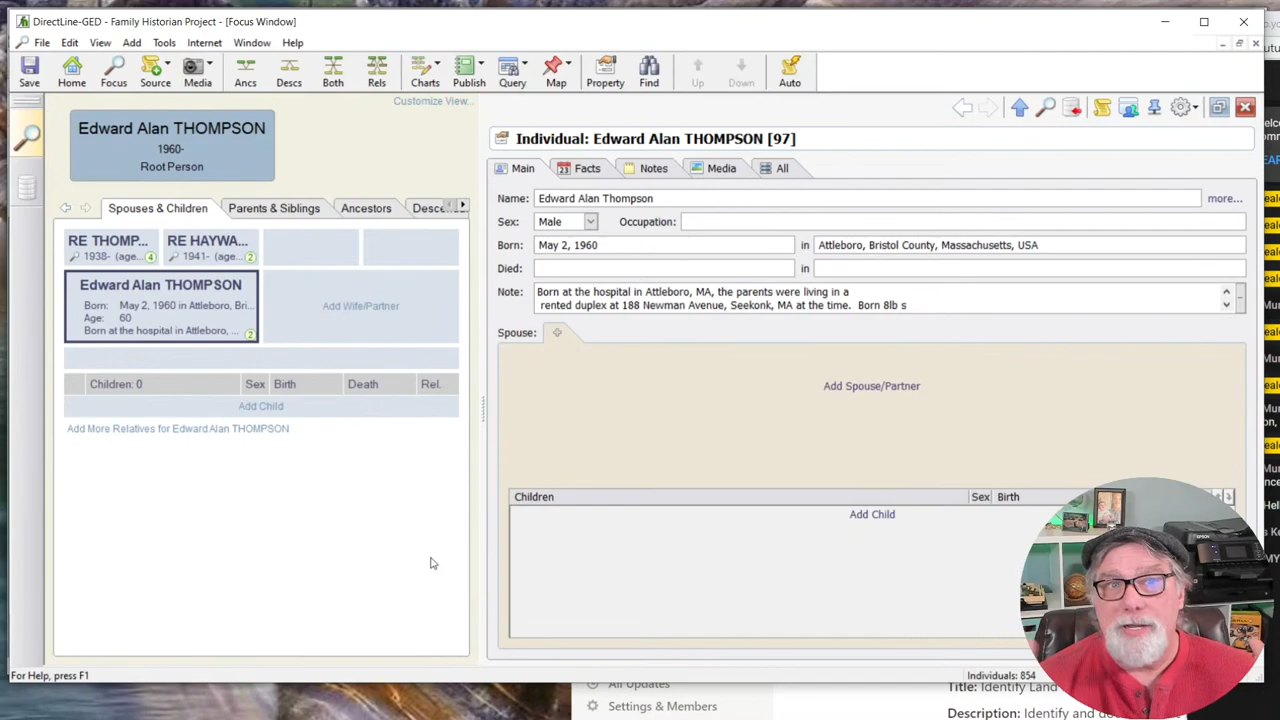 DirectLine-GED - Family Historian Project - [Focus Window]
File Edit View Add Tools Internet Window Help
Save Home Focus Source Media Ancs Descs Both Rels Charts Publish Query Map Property Find Up Down Auto
Customize View...
Edward Alan THOMPSON
1960-
Root Person
Spouses & Children Parents & Siblings Ancestors
RE THOMP... RE HAYWA...
1938- (age... 4 1941- (age... 2
Edward Alan THOMPSON
Born: May 2, 1960 in Attleboro, Bri...
Age: 60
Born at the hospital in Attleboro, ... 2
Add Wife/Partner
Children: 0 Sex Birth Death Rel.
Add Child
Add More Relatives for Edward Alan THOMPSON
Individual: Edward Alan THOMPSON [97]
Main Facts Notes Media All
Name: Edward Alan Thompson more...
Sex: Male Occupation:
Born: May 2, 1960 in Attleboro, Bristol County, Massachusetts, USA
Died: in
Note: Born at the hospital in Attleboro, MA, the parents were living in a
rented duplex at 188 Newman Avenue, Seekonk, MA at the time. Born 8lb s
Spouse:
Add Spouse/Partner
Children Sex Birth
Add Child
For Help, press F1
Individuals: 854
All Updates
Settings & Members
Title: Identify Land
Description: Identify and
EPSON